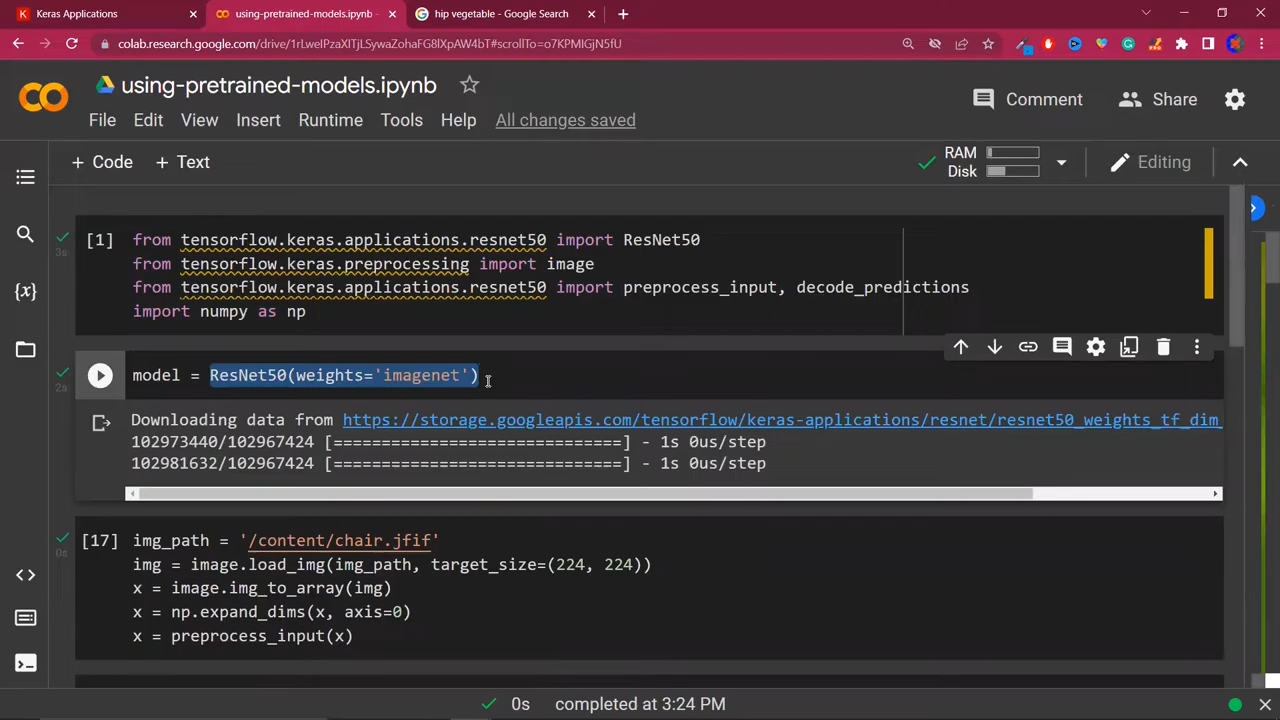 Keras Applications
using-pretrained-models.ipynb -
hip vegetable - Google Search
colab.research.google.com/drive/1rLweIPzaXITjLSywaZohaFG8lXpAW4bT#scrollTo=o7KPMIGjN5fU
using-pretrained-models.ipynb
Comment
Share
File Edit View Insert Runtime Tools Help All changes saved
+ Code + Text
RAM
Disk
Editing
[1] from tensorflow.keras.applications.resnet50 import ResNet50
3s
from tensorflow.keras.preprocessing import image
from tensorflow.keras.applications.resnet50 import preprocess_input, decode_predictions
import numpy as np
model = ResNet50(weights='imagenet')
2s
Downloading data from https://storage.googleapis.com/tensorflow/keras-applications/resnet/resnet50_weights_tf_dim_
102973440/102967424 [==============================] - 1s 0us/step
102981632/102967424 [==============================] - 1s 0us/step
[17] img_path = '/content/chair.jfif'
0s
img = image.load_img(img_path, target_size=(224, 224))
x = image.img_to_array(img)
x = np.expand_dims(x, axis=0)
x = preprocess_input(x)
0s completed at 3:24 PM